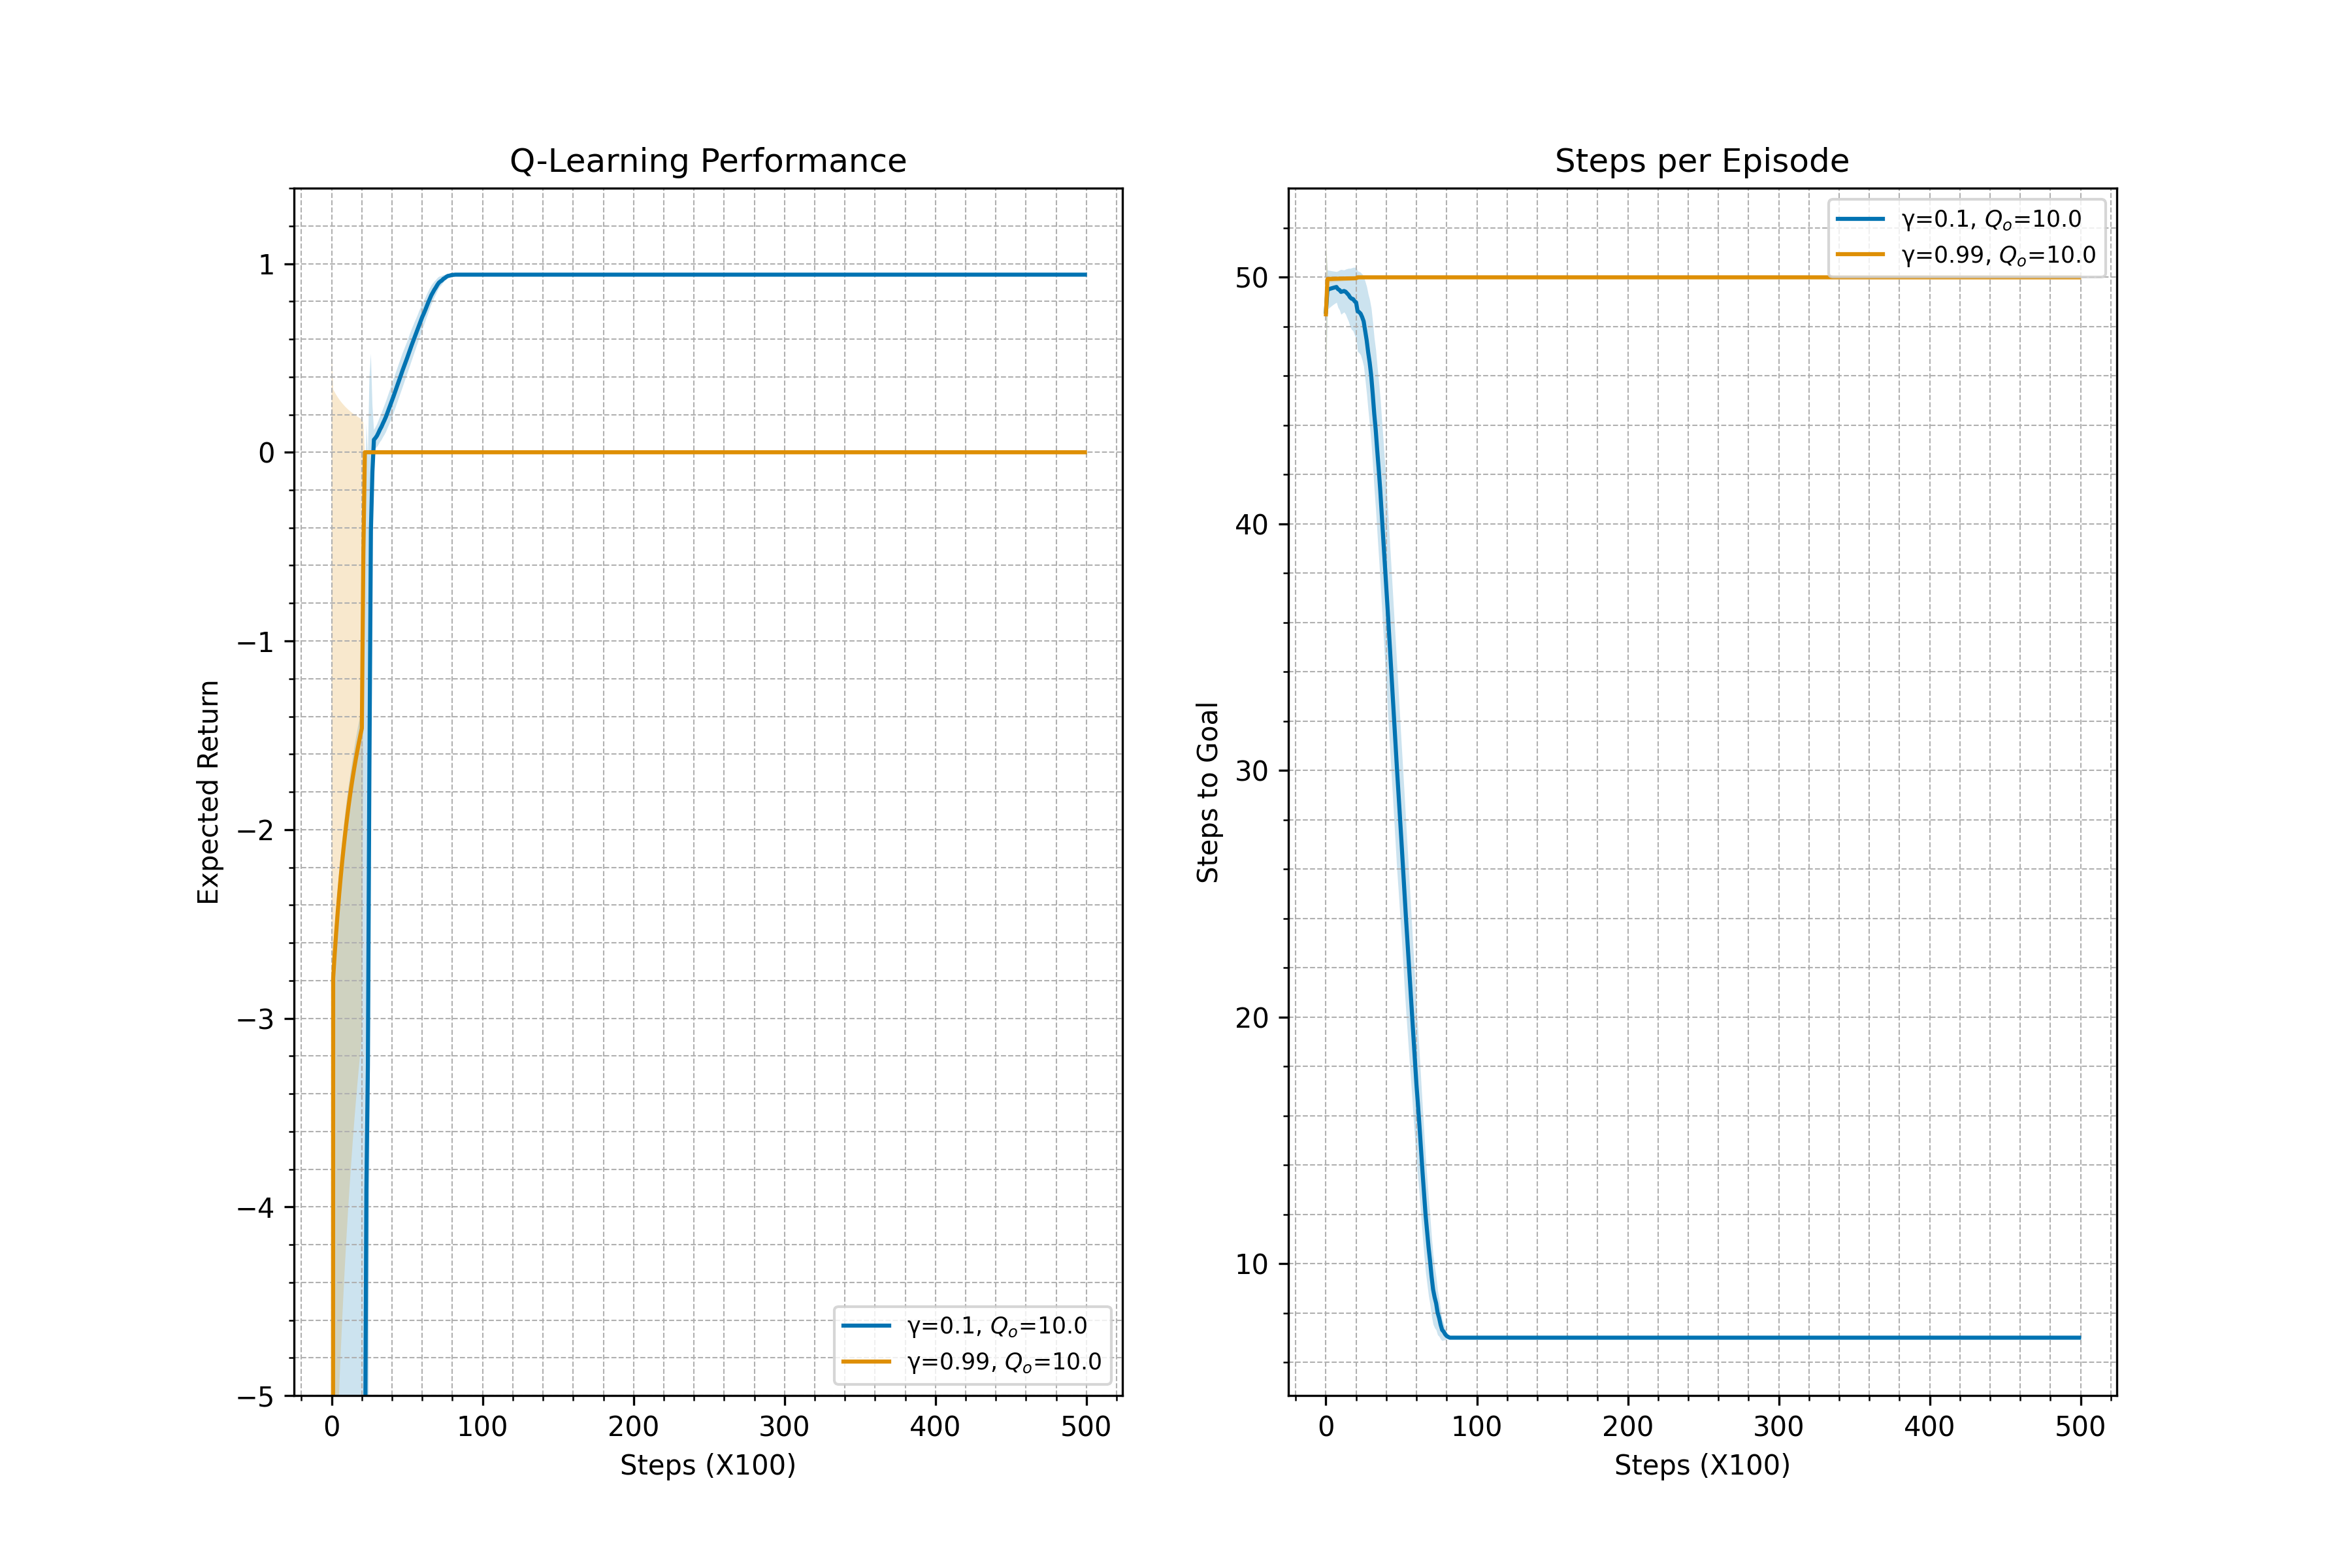 Q-Learning Performance
1
0
−1
−2
−3
−4
−5
Expected Return
0 100 200 300 400 500
Steps (X100)
γ=0.1, Qₒ=10.0
γ=0.99, Qₒ=10.0
Steps per Episode
50
40
30
20
10
Steps to Goal
0 100 200 300 400 500
Steps (X100)
γ=0.1, Qₒ=10.0
γ=0.99, Qₒ=10.0